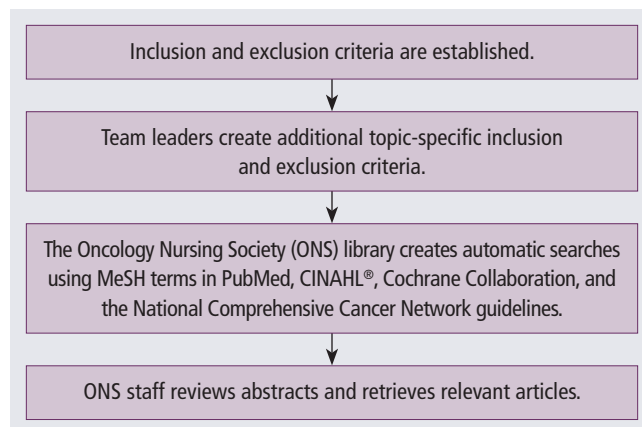 Inclusion and exclusion criteria are established.
Team leaders create additional topic-specific inclusion
and exclusion criteria.
The Oncology Nursing Society (ONS) library creates automatic searches
using MeSH terms in PubMed, CINAHL®, Cochrane Collaboration, and
the National Comprehensive Cancer Network guidelines.
ONS staff reviews abstracts and retrieves relevant articles.